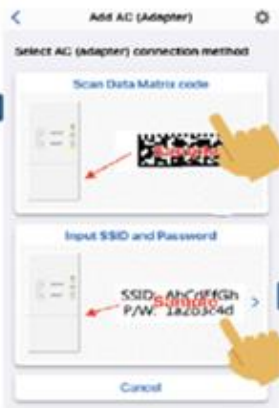 Add AC (Adapter)
Select AC (adapter) connection method
Scan Data Matrix code
Sample
Input SSID and Password
SSID: AbCdEfGh
Sample
P/W: 1a2b3c4d
Cancel